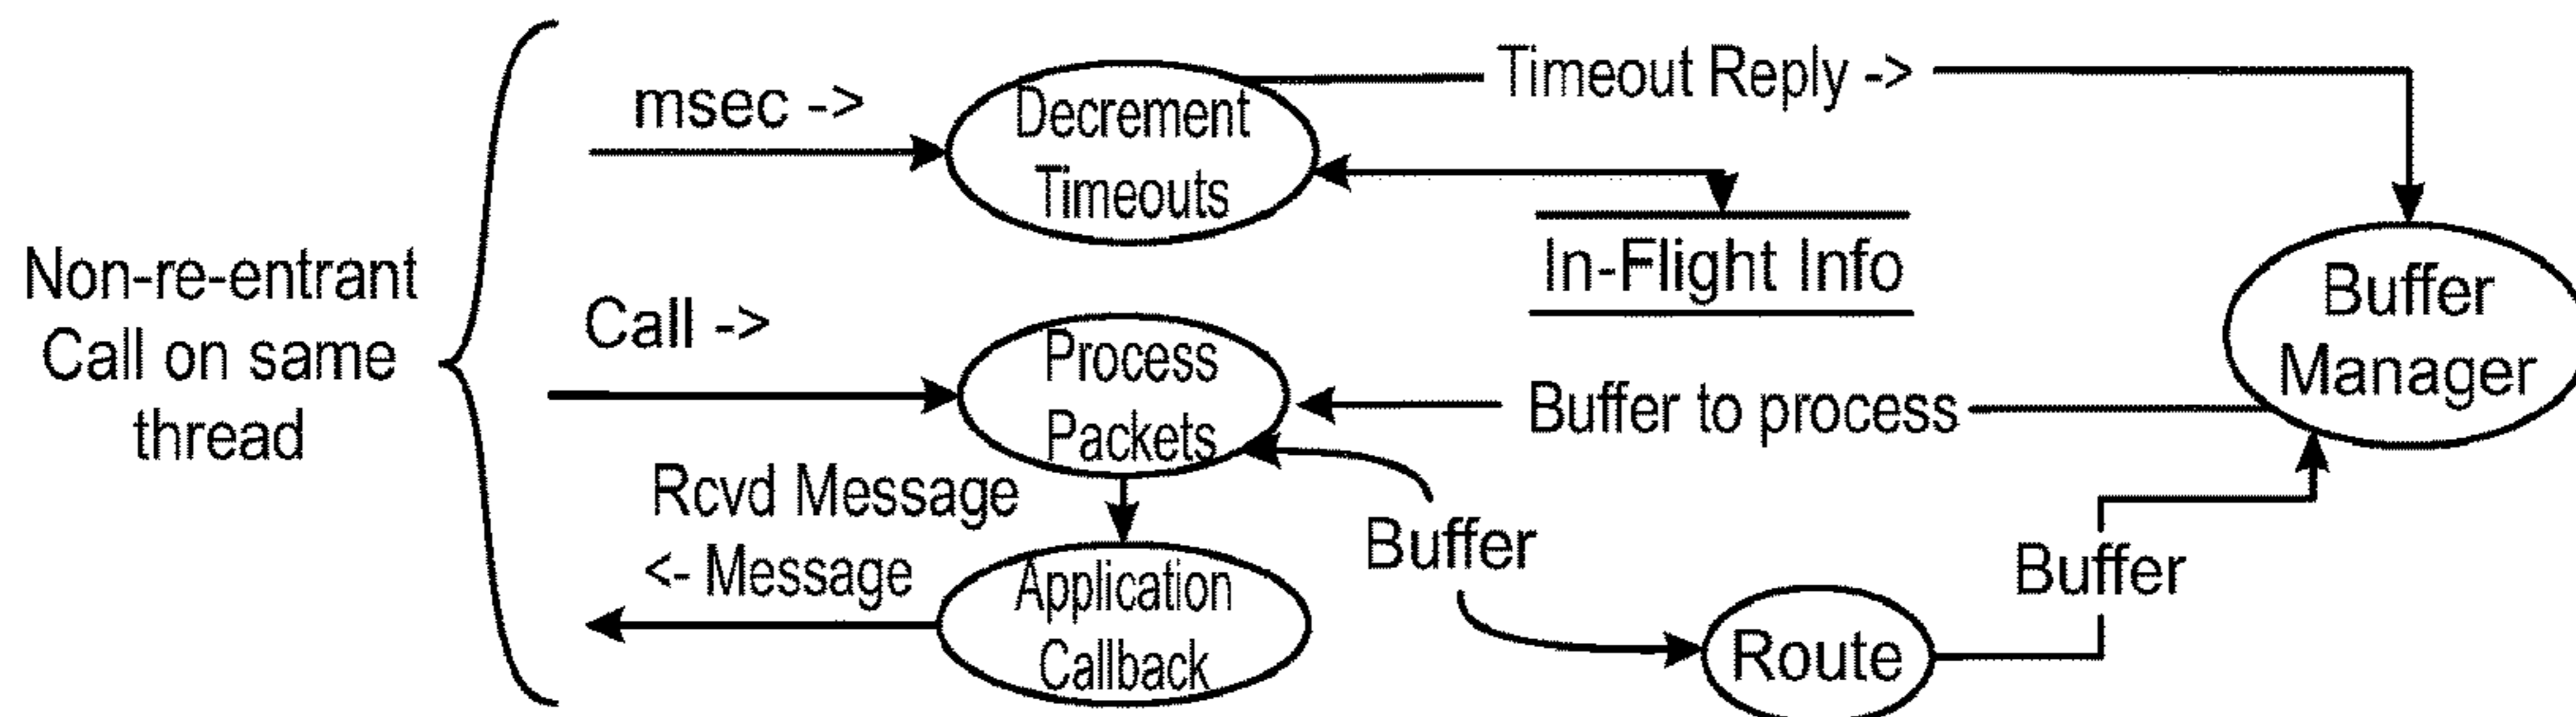 Non-re-entrant
Call on same
thread
msec ->
Decrement
Timeouts
Timeout Reply ->
In-Flight Info
Call ->
Process
Packets
Buffer to process
Buffer
Manager
Rcvd Message
<- Message
Application
Callback
Buffer
Route
Buffer